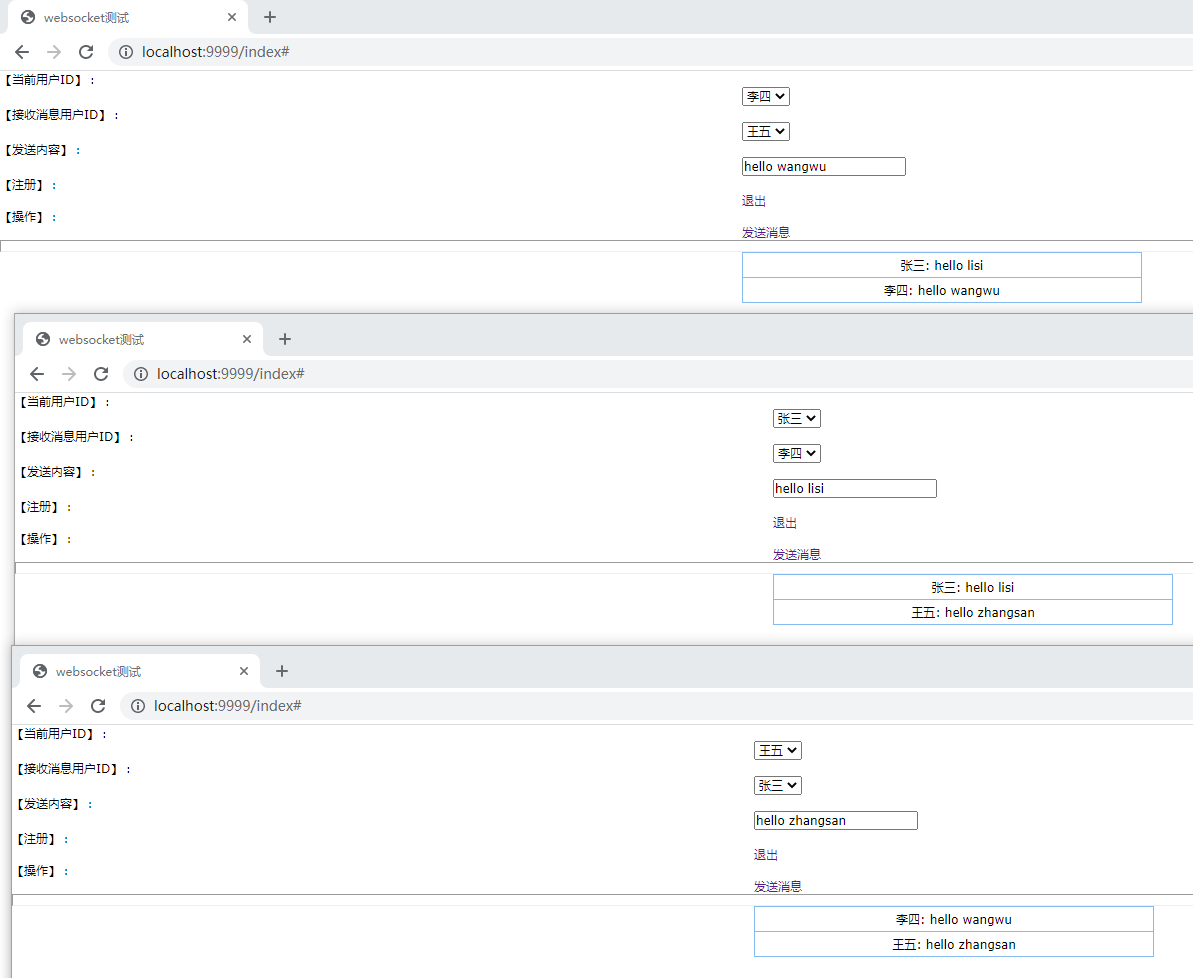 websocket测试
localhost:9999/index#
【当前用户ID】:
李四
【接收消息用户ID】:
王五
【发送内容】:
hello wangwu
【注册】:
退出
【操作】:
发送消息
张三: hello lisi
李四: hello wangwu
websocket测试
localhost:9999/index#
【当前用户ID】:
张三
【接收消息用户ID】:
李四
【发送内容】:
hello lisi
【注册】:
退出
【操作】:
发送消息
张三: hello lisi
王五: hello zhangsan
websocket测试
localhost:9999/index#
【当前用户ID】:
王五
【接收消息用户ID】:
张三
【发送内容】:
hello zhangsan
【注册】:
退出
【操作】:
发送消息
李四: hello wangwu
王五: hello zhangsan